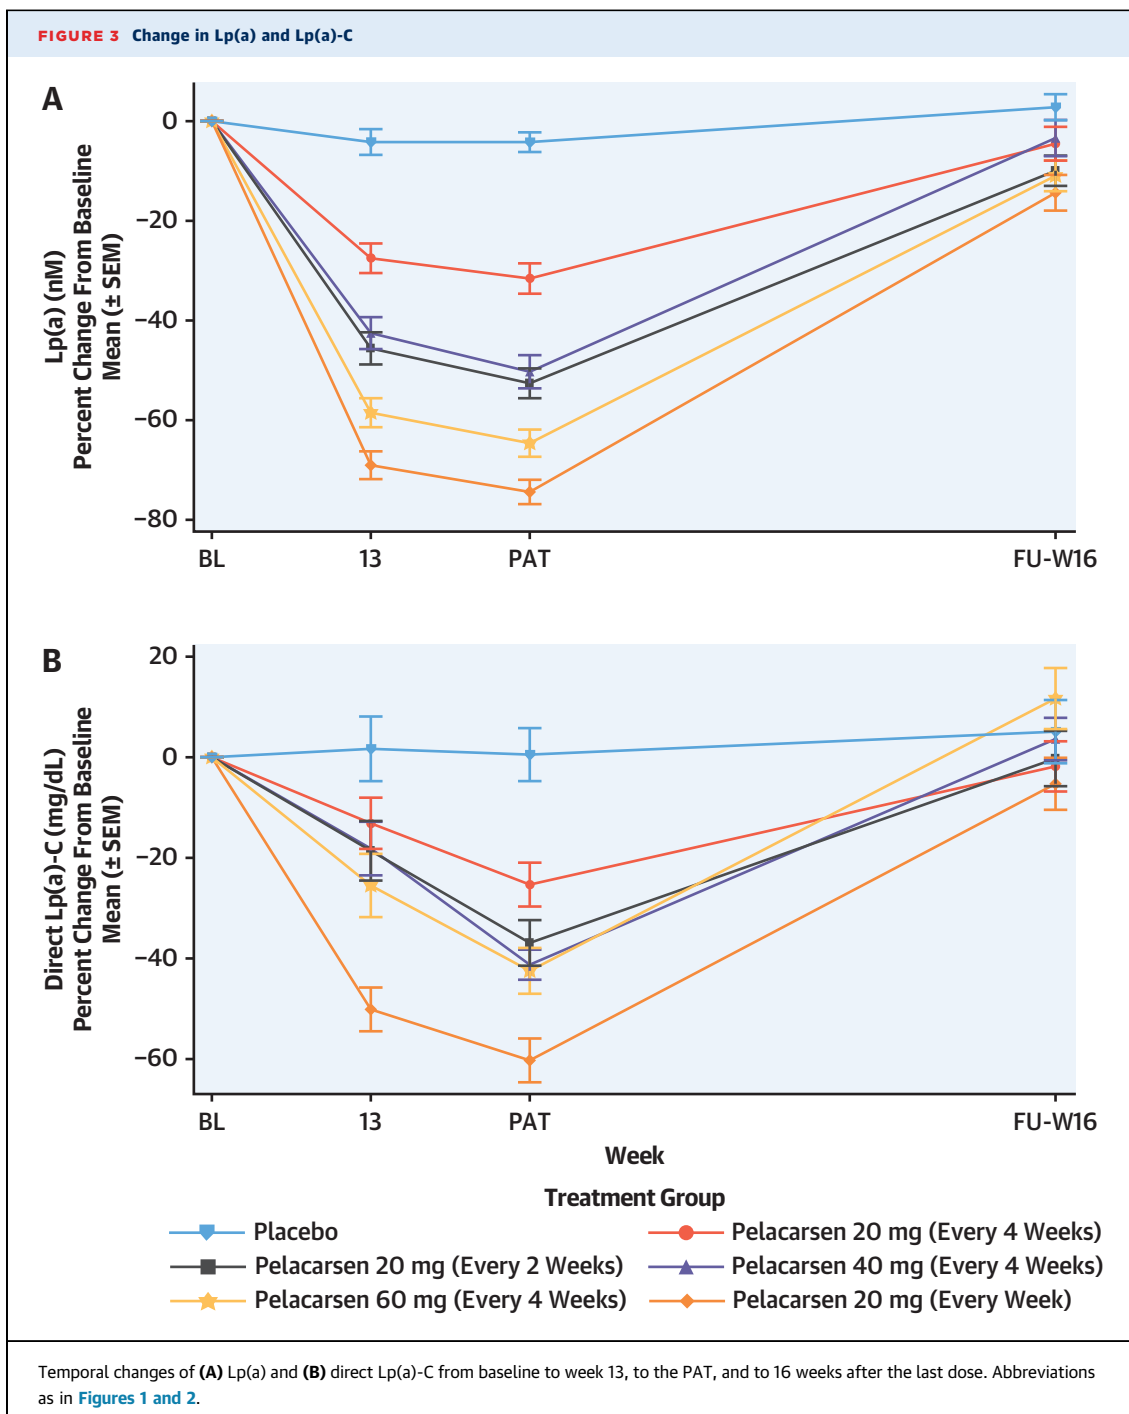 FIGURE 3 Change in Lp(a) and Lp(a)-C
A
Lp(a) (nM)
Percent Change From Baseline
Mean (± SEM)
0
−20
−40
−60
−80
BL 13 PAT FU-W16
B
Direct Lp(a)-C (mg/dL)
Percent Change From Baseline
Mean (± SEM)
20
0
−20
−40
−60
BL 13 PAT FU-W16
Week
Treatment Group
Placebo Pelacarsen 20 mg (Every 4 Weeks)
Pelacarsen 20 mg (Every 2 Weeks) Pelacarsen 40 mg (Every 4 Weeks)
Pelacarsen 60 mg (Every 4 Weeks) Pelacarsen 20 mg (Every Week)
Temporal changes of (A) Lp(a) and (B) direct Lp(a)-C from baseline to week 13, to the PAT, and to 16 weeks after the last dose. Abbreviations
as in Figures 1 and 2.